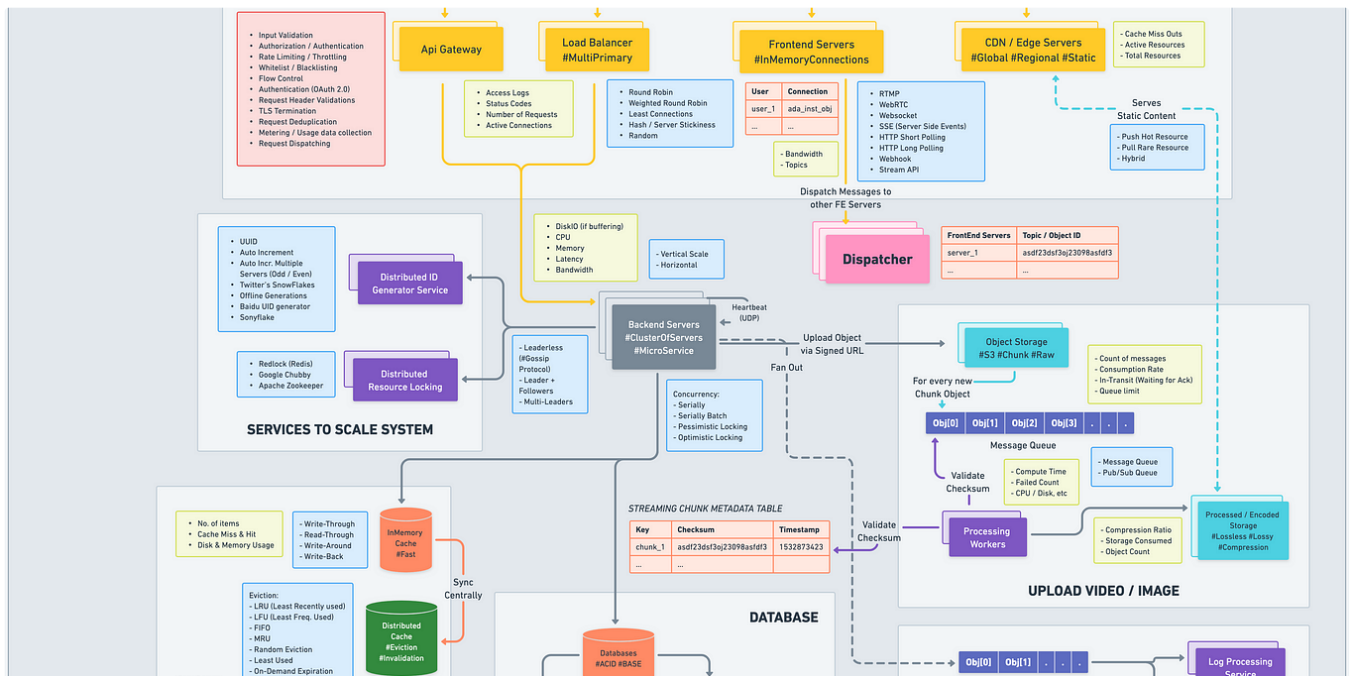 - Input Validation
- Authorization / Authentication
- Rate Limiting / Throttling
- Whitelist / Blacklisting
- Flow Control
- Authentication (OAuth 2.0)
- Request Header Validations
- TLS Termination
- Request Deduplication
- Metering / Usage data collection
- Request Dispatching
Api Gateway
Load Balancer
#MultiPrimary
Frontend Servers
#InMemoryConnections
CDN / Edge Servers
#Global #Regional #Static
- Cache Miss Outs
- Active Resources
- Total Resources
• Access Logs
• Status Codes
• Number of Requests
• Active Connections
• Round Robin
• Weighted Round Robin
• Least Connections
• Hash / Server Stickiness
• Random
User Connection
user_1 ada_inst_obj
... ...
- Bandwidth
- Topics
• RTMP
• WebRTC
• Websocket
• SSE (Server Side Events)
• HTTP Short Polling
• HTTP Long Polling
• Webhook
• Stream API
Serves
Static Content
- Push Hot Resource
- Pull Rare Resource
- Hybrid
Dispatch Messages to
other FE Servers
Dispatcher
FrontEnd Servers Topic / Object ID
server_1 asdf23dsf3oj23098asfdf3
... ...
• UUID
• Auto Increment
• Auto Incr. Multiple
Servers (Odd / Even)
• Twitter's SnowFlakes
• Offline Generations
• Baidu UID generator
• Sonyflake
Distributed ID
Generator Service
• Redlock (Redis)
• Google Chubby
• Apache Zookeeper
Distributed
Resource Locking
SERVICES TO SCALE SYSTEM
• DiskIO (if buffering)
• CPU
• Memory
• Latency
• Bandwidth
- Vertical Scale
- Horizontal
Backend Servers
#ClusterOfServers
#MicroService
Heartbeat
(UDP)
- Leaderless
(#Gossip
Protocol)
- Leader +
Followers
- Multi-Leaders
Concurrency:
- Serially
- Serially Batch
- Pessimistic Locking
- Optimistic Locking
Upload Object
via Signed URL
Fan Out
Object Storage
#S3 #Chunk #Raw
For every new
Chunk Object
- Count of messages
- Consumption Rate
- In-Transit (Waiting for Ack)
- Queue limit
Obj[0] Obj[1] Obj[2] Obj[3] . . .
Message Queue
- Message Queue
- Pub/Sub Queue
Validate
Checksum
- Compute Time
- Failed Count
- CPU / Disk, etc
Processing
Workers
- Compression Ratio
- Storage Consumed
- Object Count
Processed / Encoded
Storage
#Lossless #Lossy
#Compression
UPLOAD VIDEO / IMAGE
STREAMING CHUNK METADATA TABLE
Key Checksum Timestamp
chunk_1 asdf23dsf3oj23098asfdf3 1532873423
... ...
Validate
Checksum
• No. of items
• Cache Miss & Hit
• Disk & Memory Usage
- Write-Through
- Read-Through
- Write-Around
- Write-Back
InMemory
Cache
#Fast
Sync
Centrally
Eviction:
- LRU (Least Recently used)
- LFU (Least Freq. Used)
- FIFO
- MRU
- Random Eviction
- Least Used
- On-Demand Expiration
Distributed
Cache
#Eviction
#Invalidation
DATABASE
Databases
#ACID #BASE
Obj[0] Obj[1] . . .
Log Processing
Service